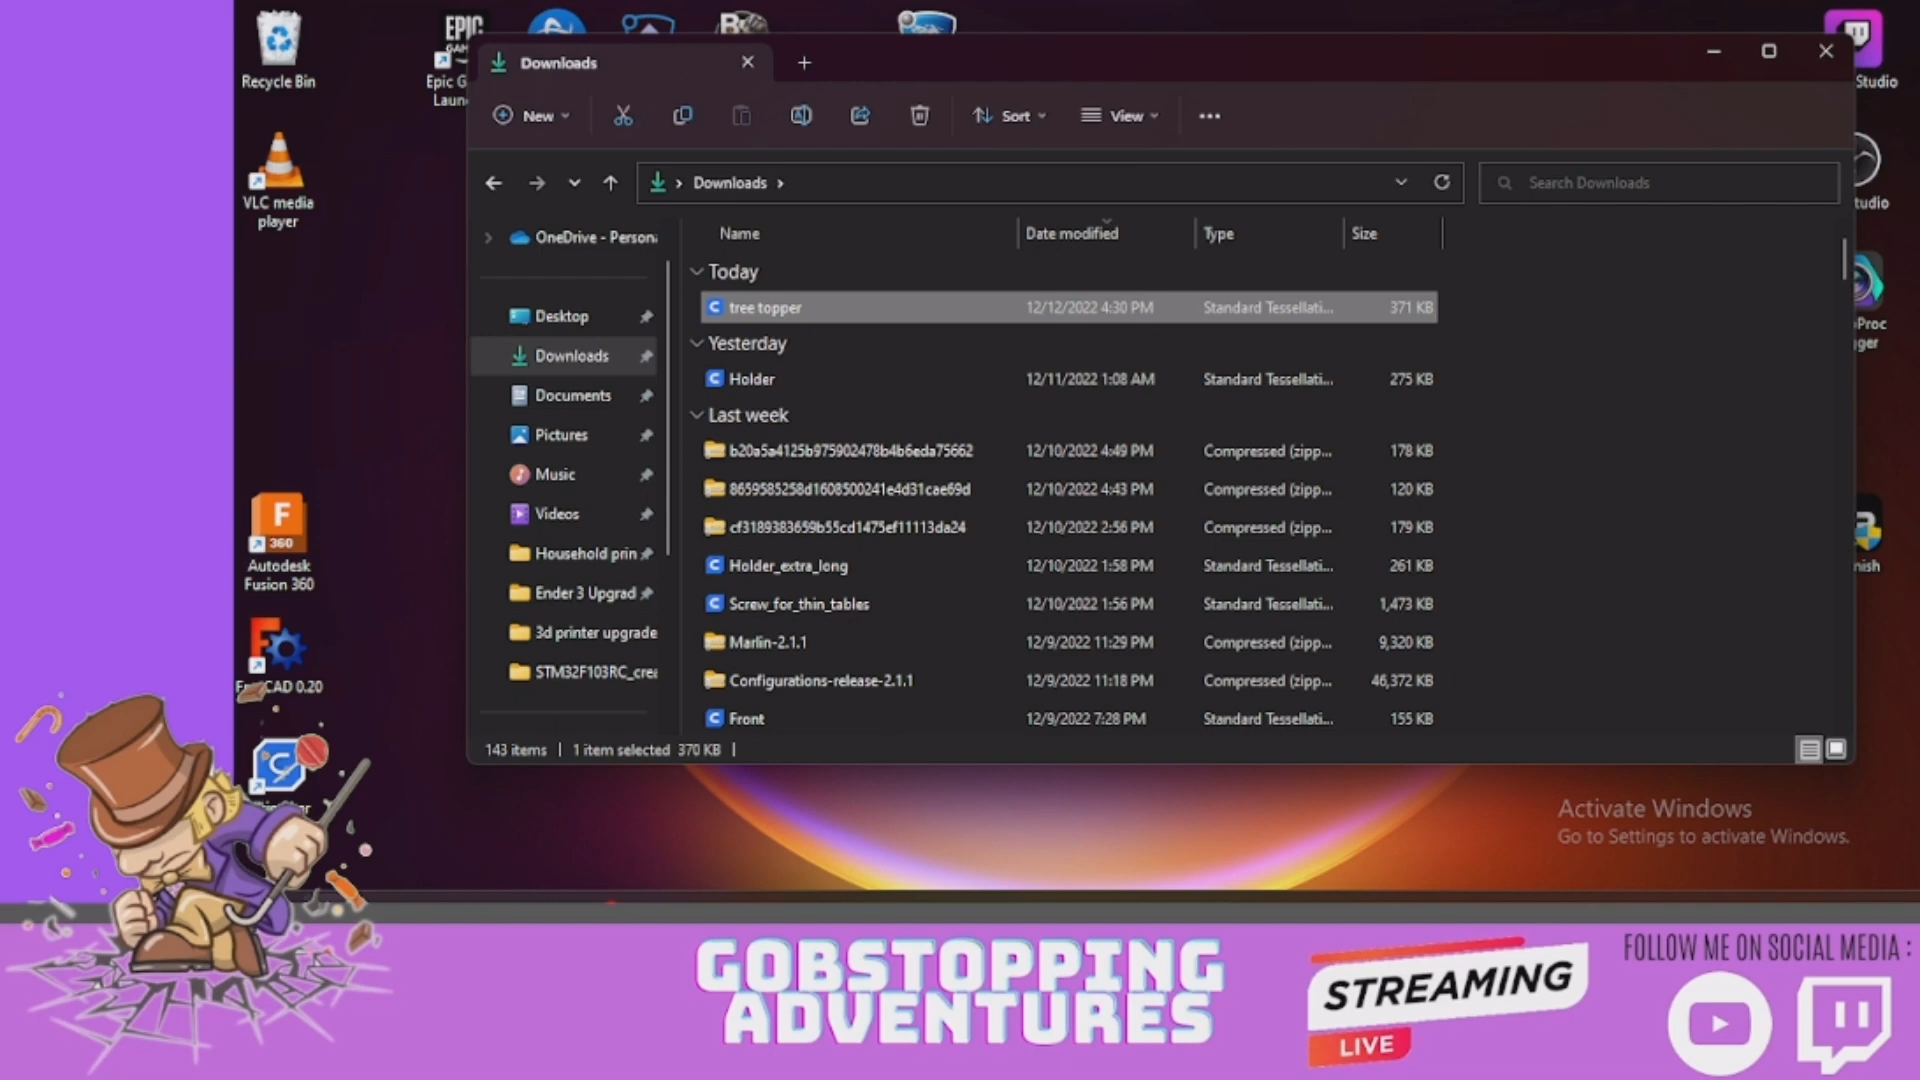 Recycle Bin
EPIC
Epic G
Laun
Studio
VLC media
player
tudio
Proc
gger
Autodesk
Fusion 360
F
360
nish
CAD 0.20
Downloads
New
Sort
View
Downloads
Search Downloads
OneDrive - Persona
Desktop
Downloads
Documents
Pictures
Music
Videos
Household prin
Ender 3 Upgrad
3d printer upgrade
STM32F103RC_crea
Name Date modified Type Size
Today
tree topper 12/12/2022 4:30 PM Standard Tessellati... 371 KB
Yesterday
Holder 12/11/2022 1:08 AM Standard Tessellati... 275 KB
Last week
b20a5a4125b975902478b4b6eda75662 12/10/2022 4:49 PM Compressed (zipp... 178 KB
8659585258d1608500241e4d31cae69d 12/10/2022 4:43 PM Compressed (zipp... 120 KB
cf3189383659b55cd1475ef11113da24 12/10/2022 2:56 PM Compressed (zipp... 179 KB
Holder_extra_long 12/10/2022 1:58 PM Standard Tessellati... 261 KB
Screw_for_thin_tables 12/10/2022 1:56 PM Standard Tessellati... 1,473 KB
Marlin-2.1.1 12/9/2022 11:29 PM Compressed (zipp... 9,320 KB
Configurations-release-2.1.1 12/9/2022 11:18 PM Compressed (zipp... 46,372 KB
Front 12/9/2022 7:28 PM Standard Tessellati... 155 KB
143 items 1 item selected 370 KB
Activate Windows
Go to Settings to activate Windows.
GOBSTOPPING
ADVENTURES
STREAMING
LIVE
FOLLOW ME ON SOCIAL MEDIA :